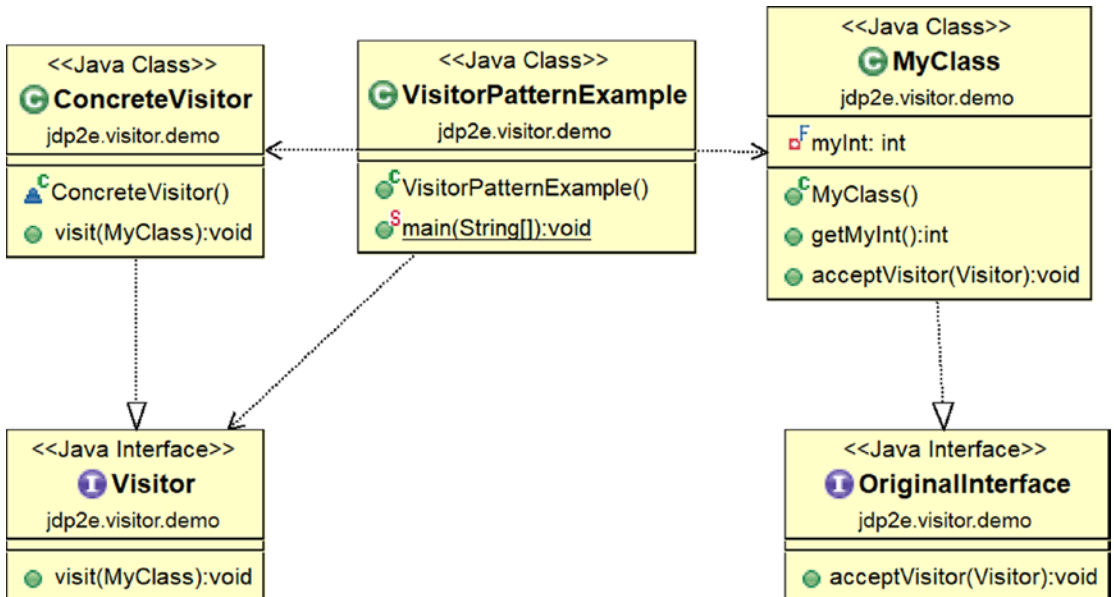 <<Java Class>>
ConcreteVisitor
jdp2e.visitor.demo
ConcreteVisitor()
visit(MyClass):void
<<Java Class>>
VisitorPatternExample
jdp2e.visitor.demo
VisitorPatternExample()
main(String[]):void
<<Java Class>>
MyClass
jdp2e.visitor.demo
myInt: int
MyClass()
getMyInt():int
acceptVisitor(Visitor):void
<<Java Interface>>
Visitor
jdp2e.visitor.demo
visit(MyClass):void
<<Java Interface>>
OriginalInterface
jdp2e.visitor.demo
acceptVisitor(Visitor):void